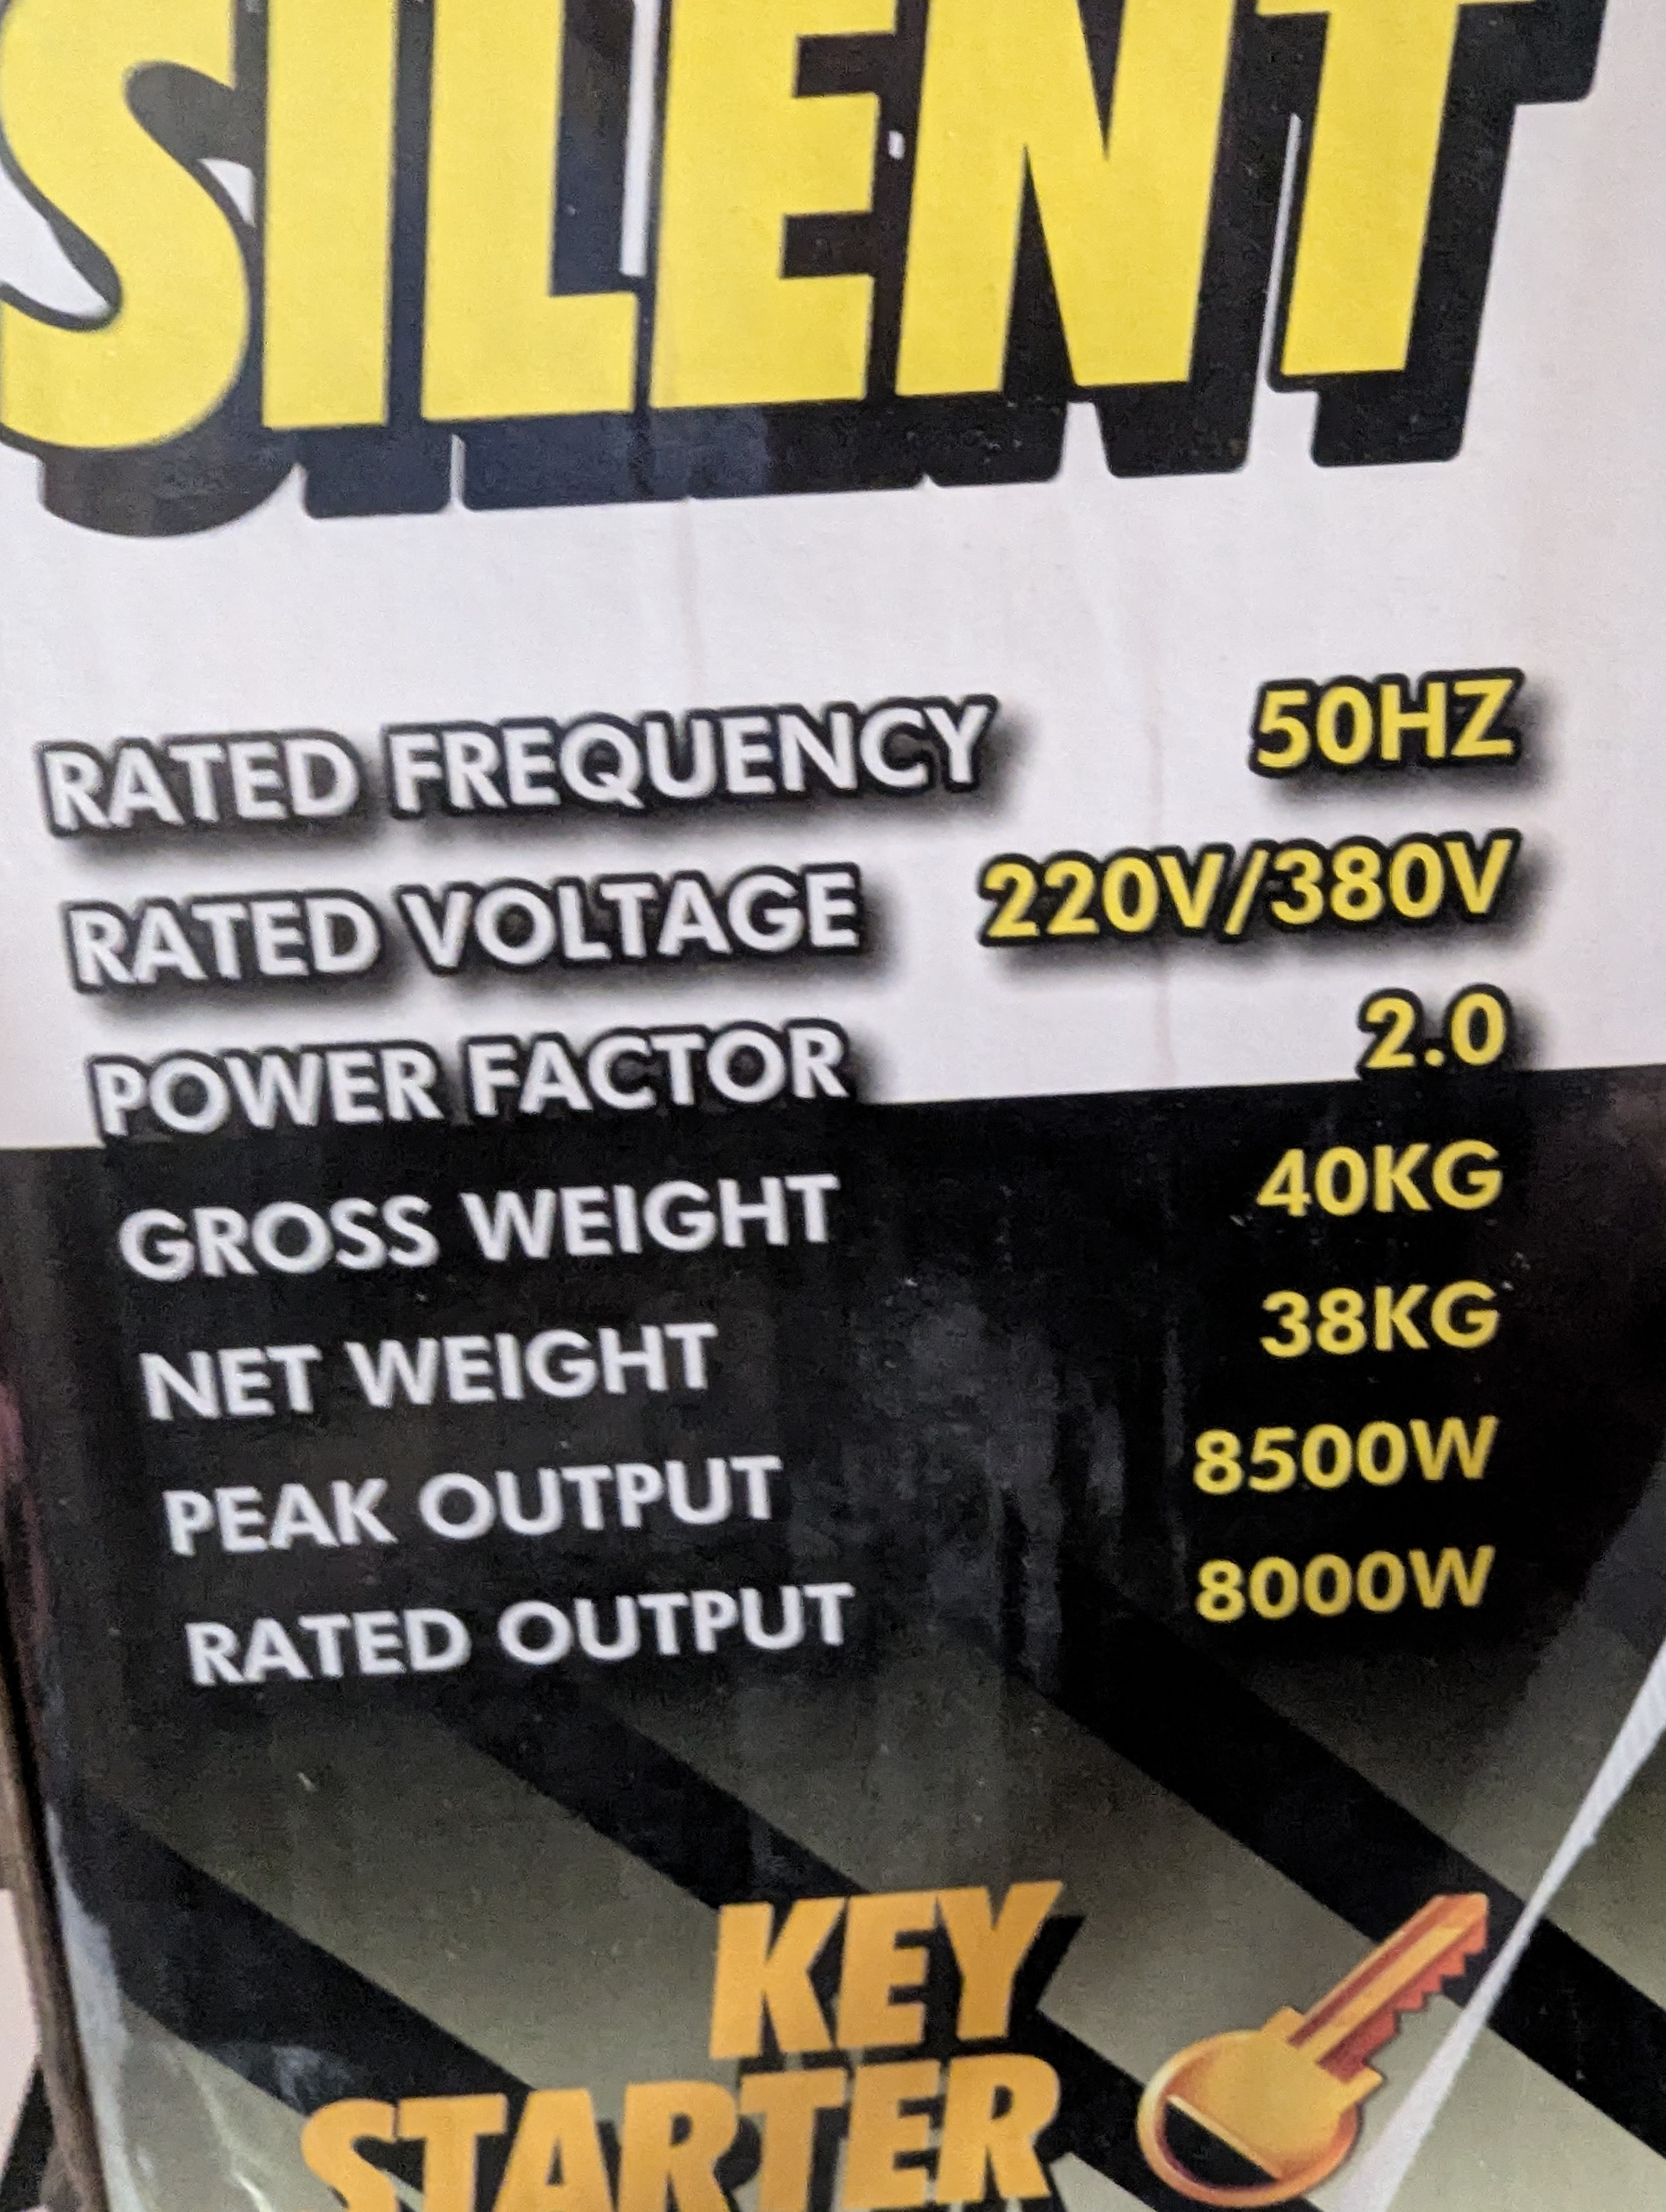 SILENT
RATED FREQUENCY 50HZ
RATED VOLTAGE 220V/380V
POWER FACTOR 2.0
GROSS WEIGHT 40KG
NET WEIGHT 38KG
PEAK OUTPUT 8500W
RATED OUTPUT 8000W
KEY
STARTER